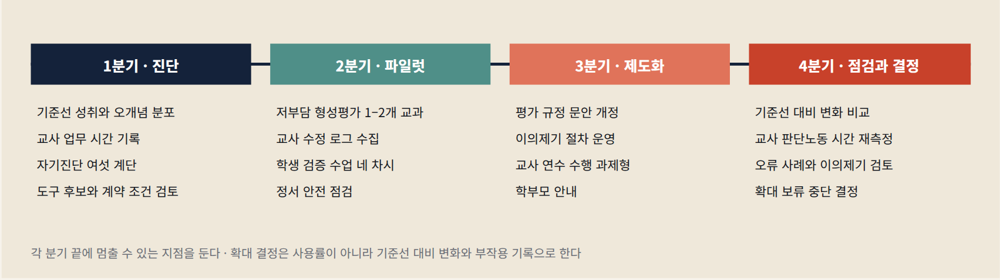 1분기 · 진단
기준선 성취와 오개념 분포
교사 업무 시간 기록
자기진단 여섯 계단
도구 후보와 계약 조건 검토
2분기 · 파일럿
저부담 형성평가 1–2개 교과
교사 수정 로그 수집
학생 검증 수업 네 차시
정서 안전 점검
3분기 · 제도화
평가 규정 문안 개정
이의제기 절차 운영
교사 연수 수행 과제형
학부모 안내
4분기 · 점검과 결정
기준선 대비 변화 비교
교사 판단노동 시간 재측정
오류 사례와 이의제기 검토
확대 보류 중단 결정
각 분기 끝에 멈출 수 있는 지점을 둔다 · 확대 결정은 사용률이 아니라 기준선 대비 변화와 부작용 기록으로 한다